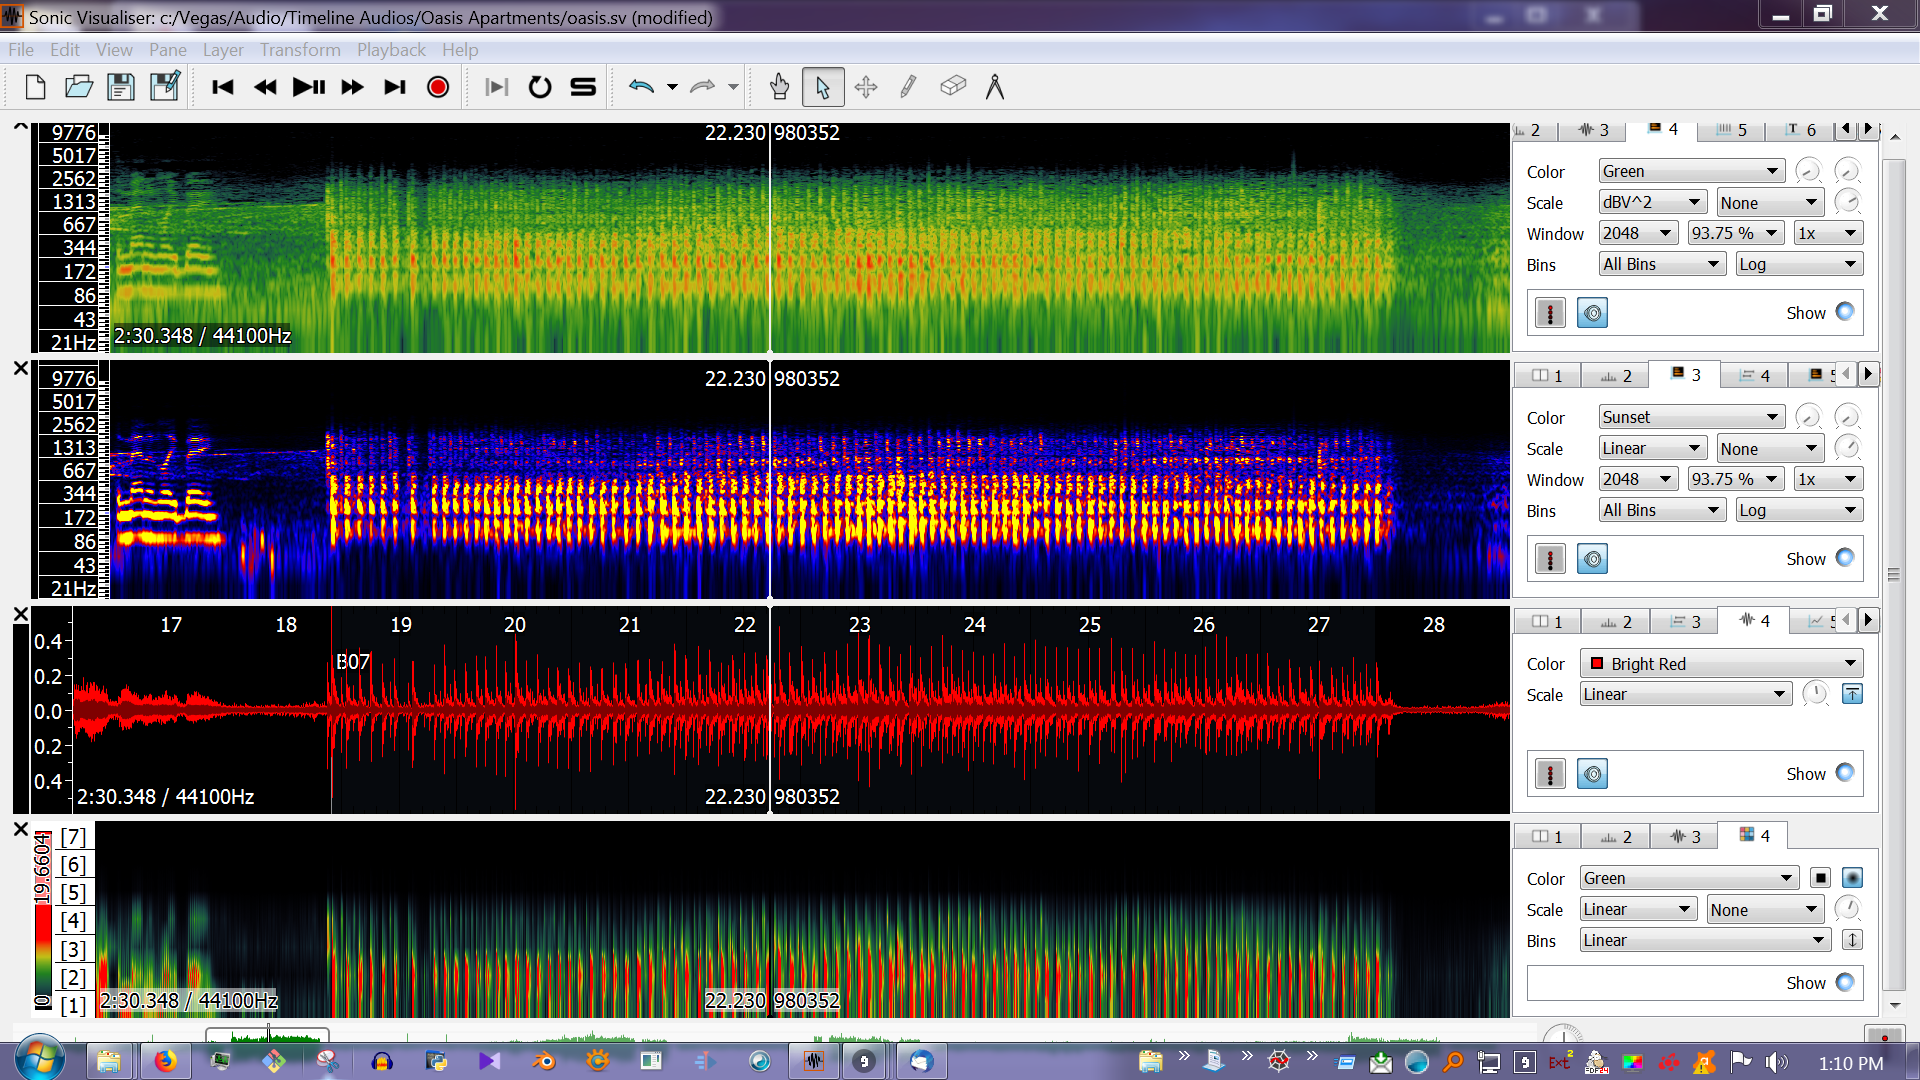 Sonic Visualiser: c:/Vegas/Audio/Timeline Audios/Oasis Apartments/oasis.sv (modified)
File Edit View Pane Layer Transform Playback Help
9776
5017
2562
1313
667
344
172
86
43
21Hz
22.230 980352
2:30.348 / 44100Hz
2 3 4 5 T 6
Color Green
Scale dBV^2 None
Window 2048 93.75 % 1x
Bins All Bins Log
Show
9776
5017
2562
1313
667
344
172
86
43
21Hz
22.230 980352
1 2 3 4 5
Color Sunset
Scale Linear None
Window 2048 93.75 % 1x
Bins All Bins Log
Show
17 18 19 20 21 22 23 24 25 26 27 28
0.4
0.2
0.0
0.2
0.4
B07
2:30.348 / 44100Hz
22.230 980352
1 2 3 4 5
Color Bright Red
Scale Linear
Show
19.6604
0
[7]
[6]
[5]
[4]
[3]
[2]
[1]
2:30.348 / 44100Hz
22.230 980352
1 2 3 4
Color Green
Scale Linear None
Bins Linear
Show
9 Ext2 PDF24 1:10 PM